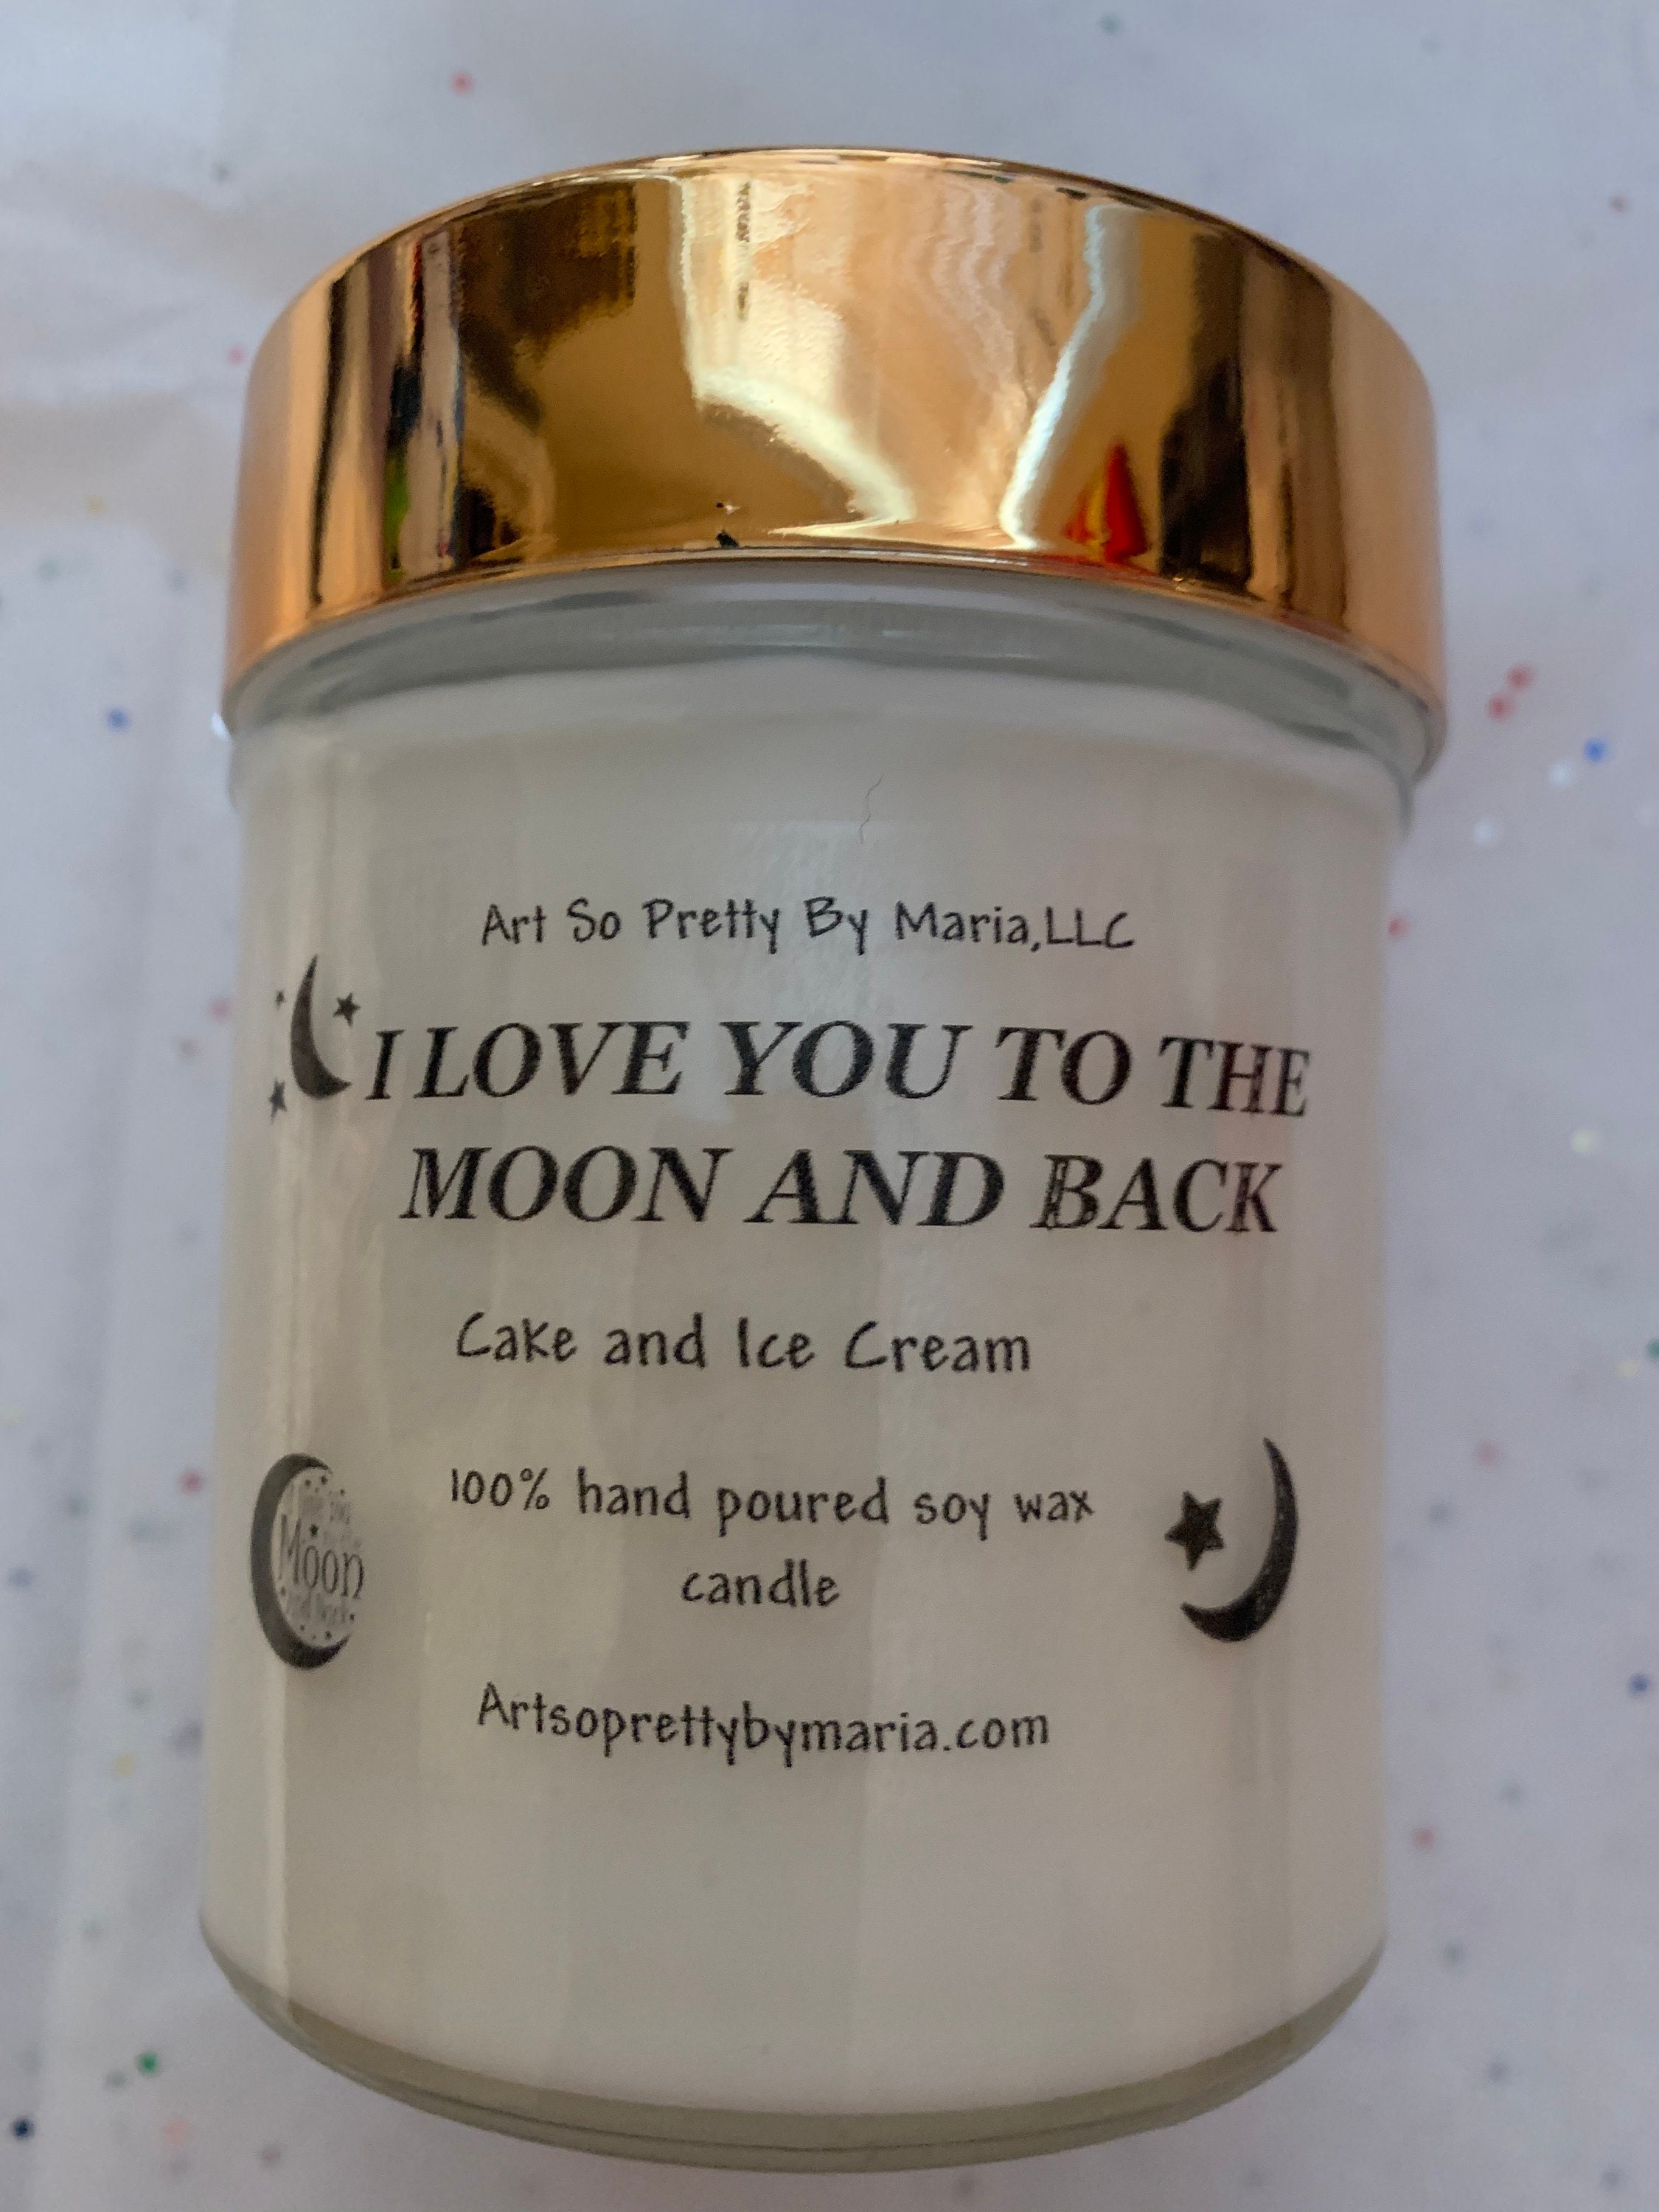 Art So Pretty By Maria,LLC
I LOVE YOU TO THE
MOON AND BACK
Cake and Ice Cream
100% hand poured soy wax
candle
Artsoprettybymaria.com
Moon